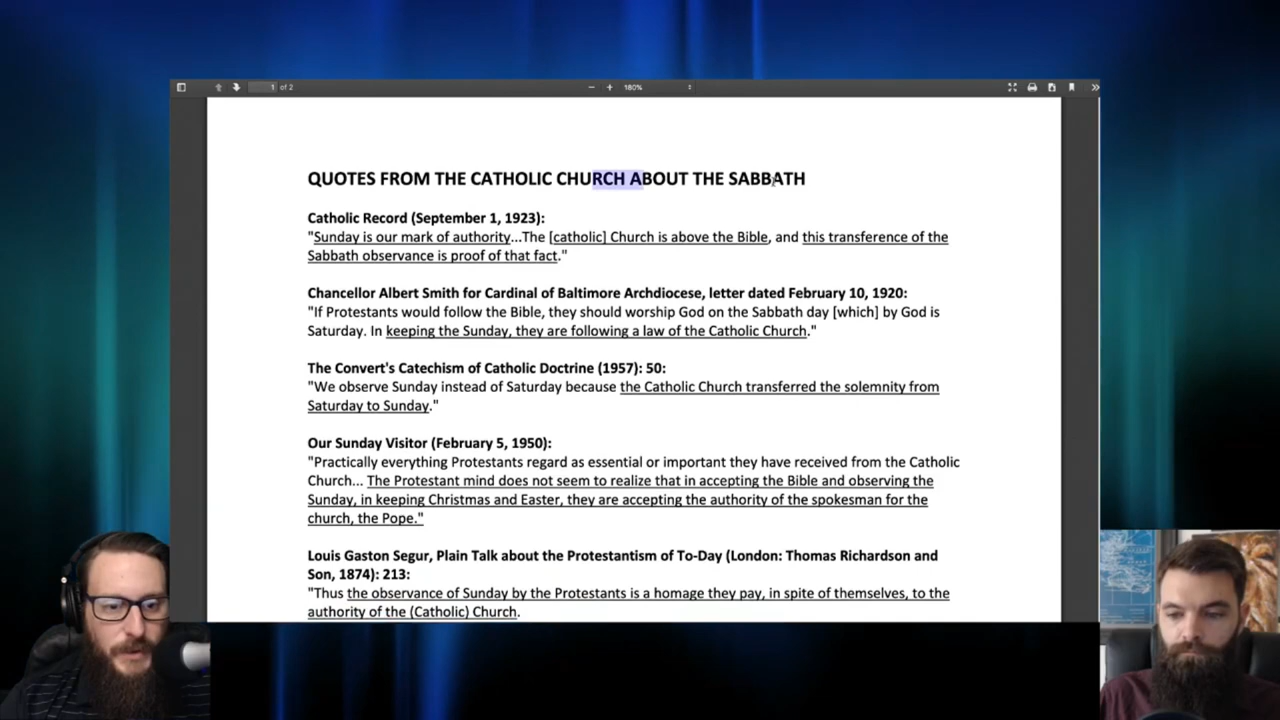 1 of 2
180%
QUOTES FROM THE CATHOLIC CHURCH ABOUT THE SABBATH
Catholic Record (September 1, 1923):
"Sunday is our mark of authority...The [catholic] Church is above the Bible, and this transference of the
Sabbath observance is proof of that fact."
Chancellor Albert Smith for Cardinal of Baltimore Archdiocese, letter dated February 10, 1920:
"If Protestants would follow the Bible, they should worship God on the Sabbath day [which] by God is
Saturday. In keeping the Sunday, they are following a law of the Catholic Church."
The Convert's Catechism of Catholic Doctrine (1957): 50:
"We observe Sunday instead of Saturday because the Catholic Church transferred the solemnity from
Saturday to Sunday."
Our Sunday Visitor (February 5, 1950):
"Practically everything Protestants regard as essential or important they have received from the Catholic
Church... The Protestant mind does not seem to realize that in accepting the Bible and observing the
Sunday, in keeping Christmas and Easter, they are accepting the authority of the spokesman for the
church, the Pope."
Louis Gaston Segur, Plain Talk about the Protestantism of To-Day (London: Thomas Richardson and
Son, 1874): 213:
"Thus the observance of Sunday by the Protestants is a homage they pay, in spite of themselves, to the
authority of the (Catholic) Church.